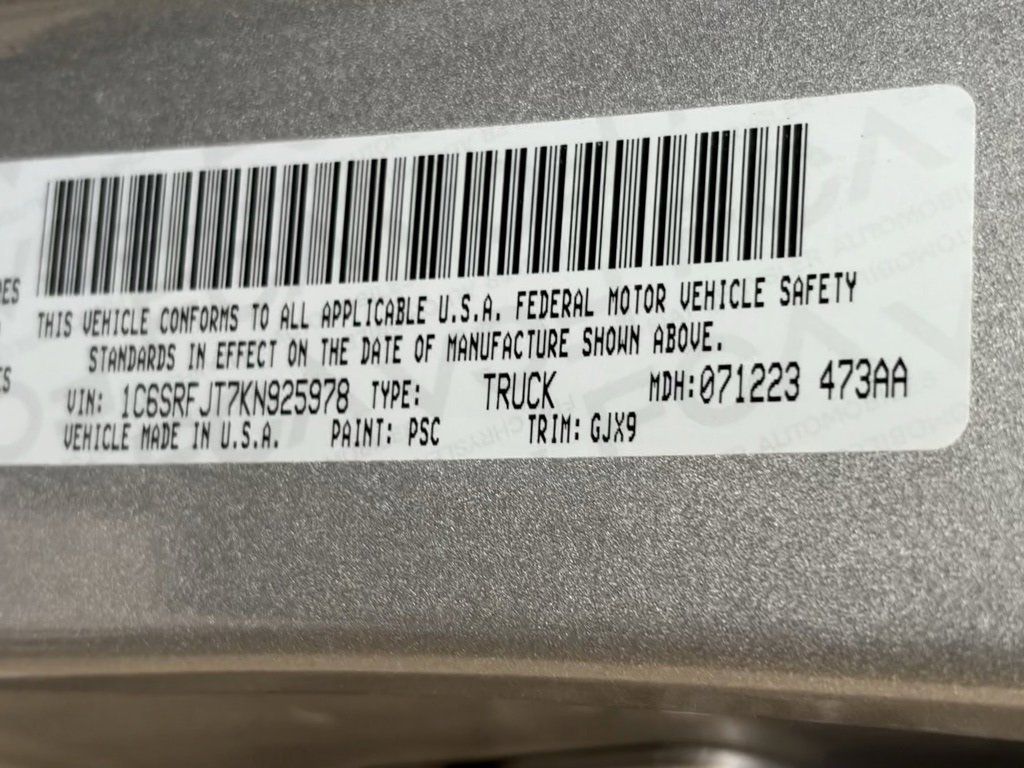 THIS VEHICLE CONFORMS TO ALL APPLICABLE U.S.A. FEDERAL MOTOR VEHICLE SAFETY
STANDARDS IN EFFECT ON THE DATE OF MANUFACTURE SHOWN ABOVE.
VIN: 1C6SRFJT7KN925978 TYPE: TRUCK MDH:071223 473AA
VEHICLE MADE IN U.S.A. PAINT: PSC TRIM: GJX9